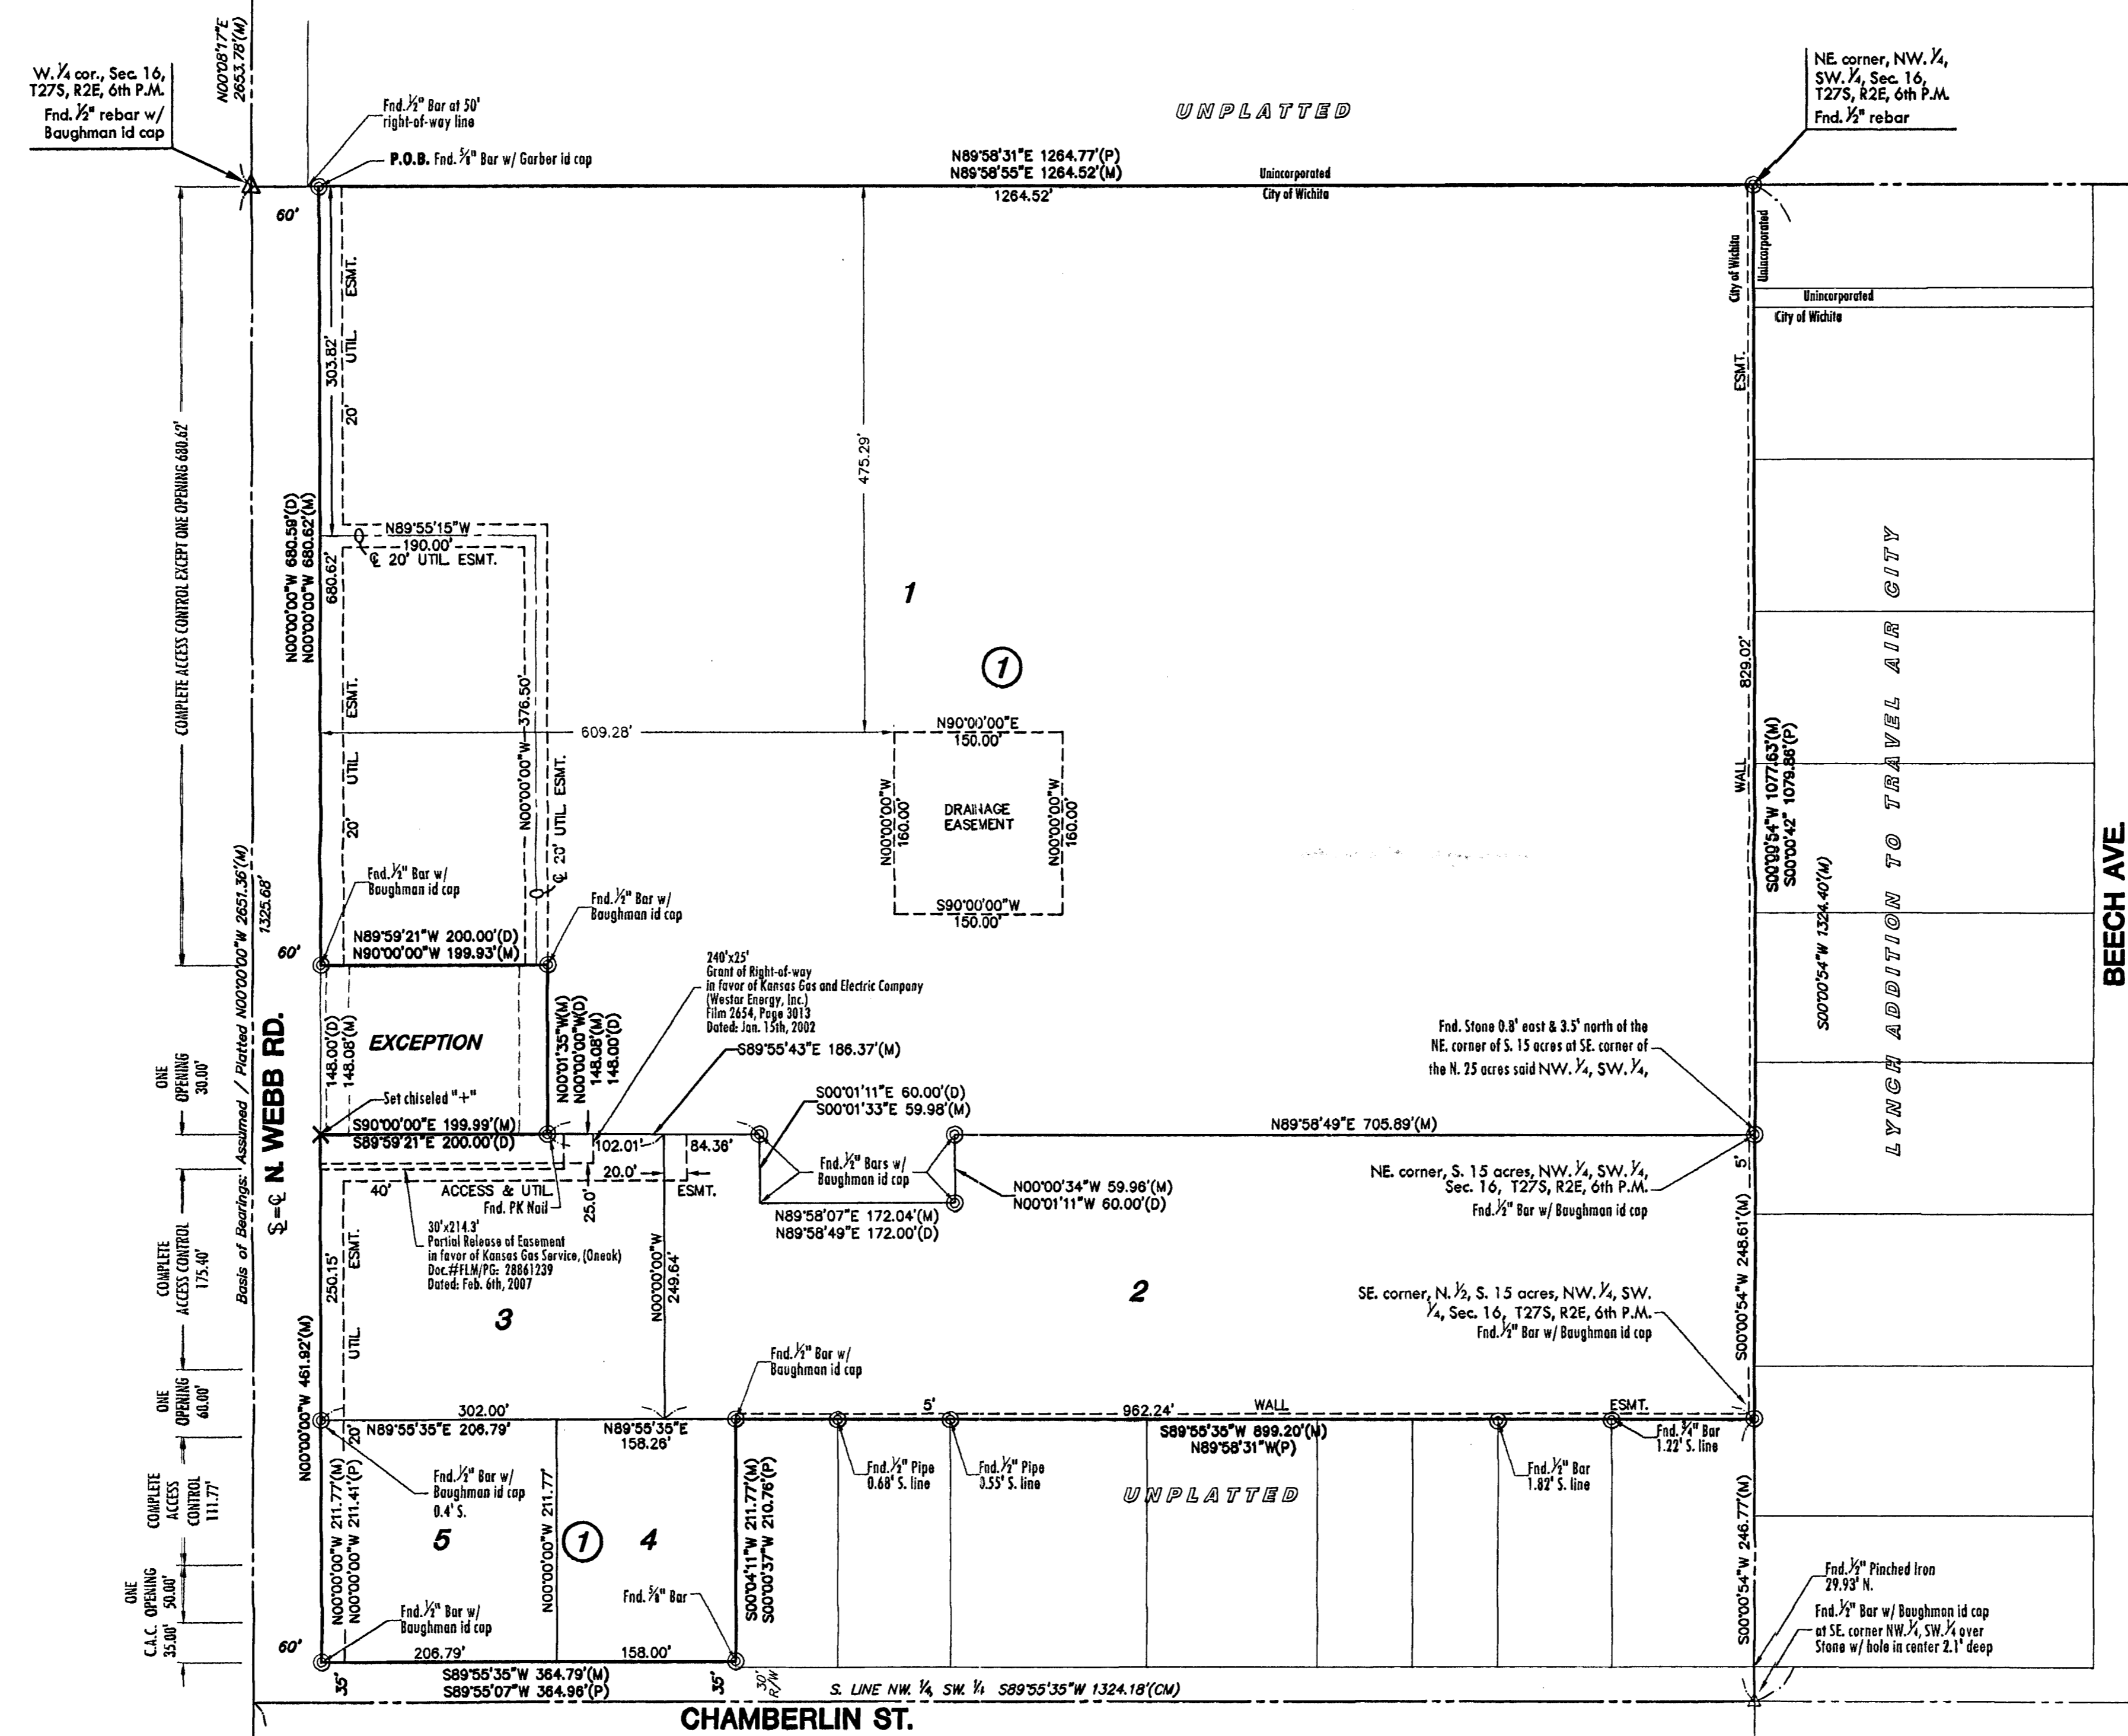 N00°08'17"E
2653.78'(M)
W. 1/4 cor., Sec. 16,
T27S, R2E, 6th P.M.
Fnd. 1/2" rebar w/
Baughman id cap
Fnd. 1/2" Bar at 50'
right-of-way line
P.O.B. Fnd. 5/8" Bar w/ Garber id cap
UNPLATTED
NE. corner, NW. 1/4,
SW. 1/4, Sec. 16,
T27S, R2E, 6th P.M.
Fnd. 1/2" rebar
N89°58'31"E 1264.77'(P)
N89°58'55"E 1264.52'(M)
1264.52'
Unincorporated
City of Wichita
60'
City of Wichita
Unincorporated
Unincorporated
City of Wichita
COMPLETE ACCESS CONTROL EXCEPT ONE OPENING 680.62'
N00°00'00"W 680.59'(D)
N00°00'00"W 680.62'(M)
303.82'
680.62'
20' UTIL. ESMT.
475.29'
N89°55'15"W
190.00'
℄ 20' UTIL. ESMT.
1
1
609.28'
N90°00'00"E
150.00'
N00°00'00"W
160.00'
DRAINAGE
EASEMENT
N00°00'00"W
160.00'
S90°00'00"W
150.00'
N00°00'00"W 376.50'
℄ 20' UTIL. ESMT.
20' UTIL. ESMT.
WALL ESMT.
829.02'
S00°00'54"W 1077.63'(M)
S00°00'42" 1079.86'(P)
S00°00'54"W 1324.40'(M)
LYNCH ADDITION TO TRAVEL AIR CITY
BEECH AVE.
Basis of Bearings: Assumed / Platted N00°00'00"W 2651.36'(M)
1325.68'
Fnd. 1/2" Bar w/
Baughman id cap
Fnd. 1/2" Bar w/
Baughman id cap
N89°59'21"W 200.00'(D)
N90°00'00"W 199.93'(M)
60'
N. WEBB RD.
ONE
OPENING
30.00'
148.00'(D)
148.08'(M)
EXCEPTION
N00°01'35"W(M)
N00°00'00"W(D)
148.08'(M)
148.00'(D)
Set chiseled "+"
S90°00'00"E 199.99'(M)
S89°59'21"E 200.00'(D)
240'x25'
Grant of Right-of-way
in favor of Kansas Gas and Electric Company
(Westar Energy, Inc.)
Film 2654, Page 3013
Dated: Jan. 15th, 2002
S89°55'43"E 186.37'(M)
S00°01'11"E 60.00'(D)
S00°01'33"E 59.98'(M)
102.01'
84.36'
20.0'
25.0'
40' ACCESS & UTIL. ESMT.
Fnd. PK Nail
30'x214.3'
Partial Release of Easement
in favor of Kansas Gas Service, (Oneok)
Doc.#FLM/PG: 28861239
Dated: Feb. 6th, 2007
Fnd. 1/2" Bars w/
Baughman id cap
N89°58'07"E 172.04'(M)
N89°58'49"E 172.00'(D)
N00°00'34"W 59.96'(M)
N00°01'11"W 60.00'(D)
N89°58'49"E 705.89'(M)
Fnd. Stone 0.8' east & 3.5' north of the
NE. corner of S. 15 acres at SE. corner of
the N. 25 acres said NW. 1/4, SW. 1/4,
NE. corner, S. 15 acres, NW. 1/4, SW. 1/4,
Sec. 16, T27S, R2E, 6th P.M.
Fnd. 1/2" Bar w/ Baughman id cap
5'
S00°00'54"W 248.61'(M)
SE. corner, N. 1/2, S. 15 acres, NW. 1/4, SW.
1/4, Sec. 16, T27S, R2E, 6th P.M.
Fnd. 1/2" Bar w/ Baughman id cap
COMPLETE
ACCESS CONTROL
175.40'
250.15'
UTIL. ESMT.
N00°00'00"W
249.64'
3
2
N00°00'00"W 461.92'(M)
Fnd. 1/2" Bar w/
Baughman id cap
ONE
OPENING
60.00'
302.00'
N89°55'35"E 206.79'
N89°55'35"E
158.26'
20'
5' WALL ESMT.
962.24'
S89°55'35"W 899.20'(M)
N89°58'31"W(P)
Fnd. 3/4" Bar
1.22' S. line
Fnd. 1/2" Pipe
0.68' S. line
Fnd. 1/2" Pipe
0.55' S. line
Fnd. 1/2" Bar
1.82' S. line
UNPLATTED
COMPLETE
ACCESS
CONTROL
111.77'
N00°00'00"W 211.77'(M)
N00°00'00"W 211.41'(P)
Fnd. 1/2" Bar w/
Baughman id cap
0.4' S.
5
1
4
N00°00'00"W 211.77'
S00°04'11"W 211.77'(M)
S00°00'37"W 210.76'(P)
S00°00'54"W 246.77'(M)
ONE
OPENING
50.00'
C.A.C.
35.00'
Fnd. 1/2" Bar w/
Baughman id cap
Fnd. 5/8" Bar
Fnd. 1/2" Pinched Iron
29.93' N.
Fnd. 1/2" Bar w/ Baughman id cap
at SE. corner NW. 1/4, SW. 1/4 over
Stone w/ hole in center 2.1' deep
60'
206.79'
158.00'
35'
S89°55'35"W 364.79'(M)
S89°55'07"W 364.96'(P)
35'
30'
R/W
S. LINE NW. 1/4, SW. 1/4 S89°55'35"W 1324.18'(CM)
CHAMBERLIN ST.